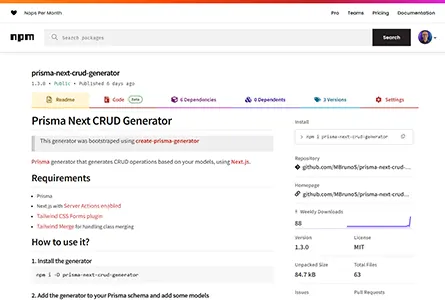 Naps Per Month
Pro Teams Pricing Documentation
npm
Search packages
Search
prisma-next-crud-generator
1.3.0 • Public • Published 6 days ago
Readme
Code Beta
6 Dependencies
0 Dependents
3 Versions
Settings
Prisma Next CRUD Generator
This generator was bootstraped using create-prisma-generator
Prisma generator that generates CRUD operations based on your models, using Next.js.
Requirements
Prisma
Next.js with Server Actions enabled
Tailwind CSS Forms plugin
Tailwind Merge for handling class merging
How to use it?
1. Install the generator
npm i -D prisma-crud-generator
2. Add the generator to your Prisma schema and add some models
Install
> npm i prisma-next-crud-generator
Repository
github.com/MBrunoS/prisma-next-crud-...
Homepage
github.com/MBrunoS/prisma-next-crud...
Weekly Downloads
88
Version License
1.3.0 MIT
Unpacked Size Total Files
84.7 kB 63
Issues Pull Requests